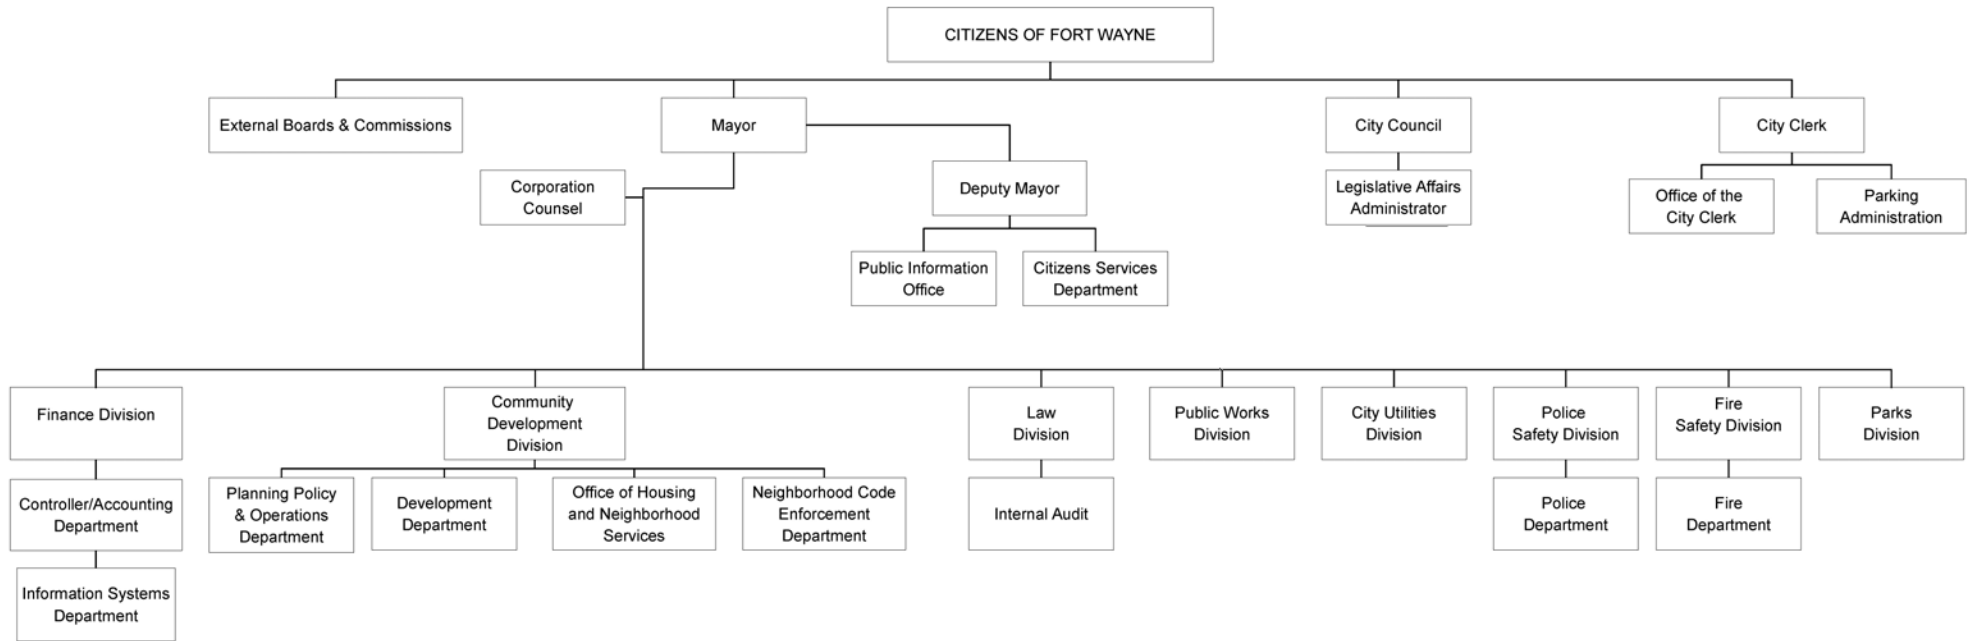 CITIZENS OF FORT WAYNE
External Boards & Commissions
Mayor
City Council
City Clerk
Corporation
Counsel
Deputy Mayor
Legislative Affairs
Administrator
Office of the
City Clerk
Parking
Administration
Public Information
Office
Citizens Services
Department
Finance Division
Community
Development
Division
Law
Division
Public Works
Division
City Utilities
Division
Police
Safety Division
Fire
Safety Division
Parks
Division
Controller/Accounting
Department
Planning Policy
& Operations
Department
Development
Department
Office of Housing
and Neighborhood
Services
Neighborhood Code
Enforcement
Department
Internal Audit
Police
Department
Fire
Department
Information Systems
Department